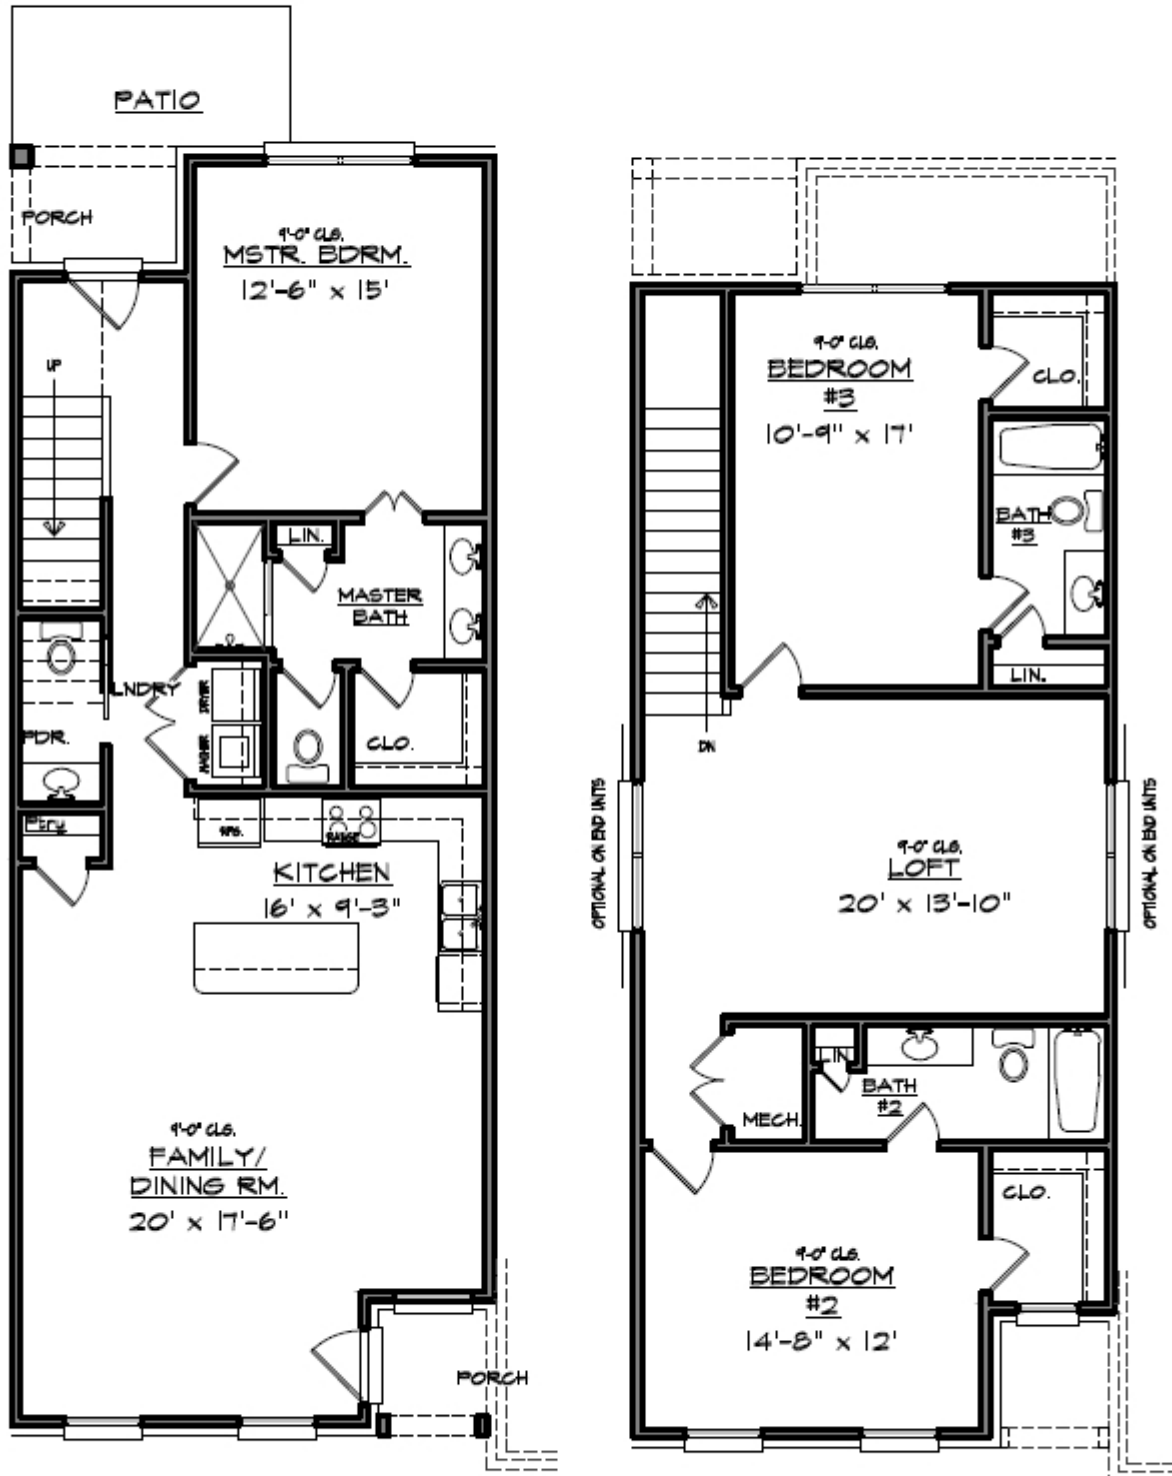 PATIO
PORCH
9'-0" CLG.
MSTR. BDRM.
12'-6" x 15'
UP
LIN.
MASTER
BATH
LNDRY
DRYER
WASHER
PDR.
CLO.
Ptry
RFG.
RANGE
KITCHEN
16' x 9'-3"
9'-0" CLG.
FAMILY/
DINING RM.
20' x 17'-6"
PORCH
9'-0" CLG.
BEDROOM
#3
10'-9" x 17'
CLO.
BATH
#3
LIN.
DN
OPTIONAL ON END UNITS
9'-0" CLG.
LOFT
20' x 13'-10"
OPTIONAL ON END UNITS
MECH.
LIN
BATH
#2
CLO.
9'-0" CLG.
BEDROOM
#2
14'-8" x 12'